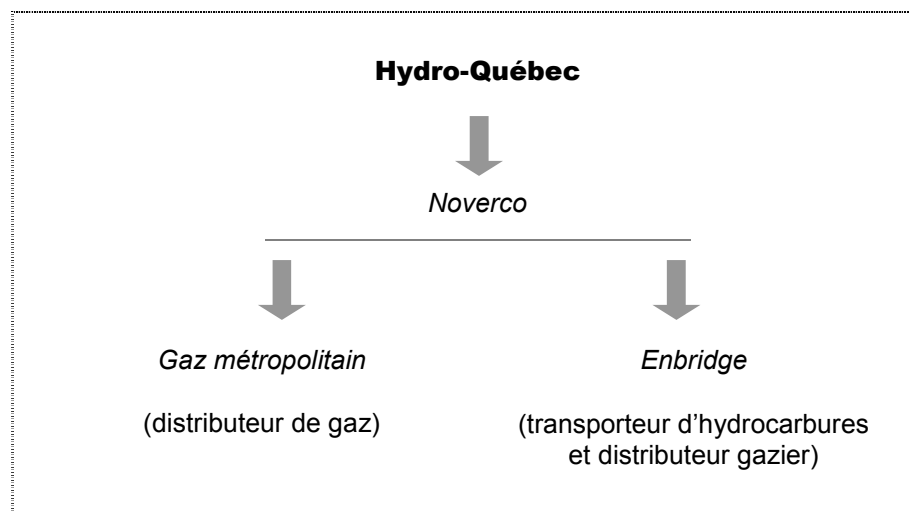 Hydro-Québec
Noverco
Gaz métropolitain
Enbridge
(distributeur de gaz)
(transporteur d’hydrocarbures
et distributeur gazier)